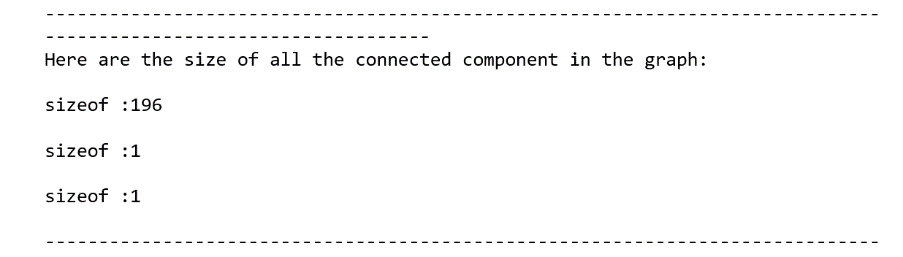 ------------------------------------------------------------------------------
------------------------------------
Here are the size of all the connected component in the graph:
sizeof :196
sizeof :1
sizeof :1
------------------------------------------------------------------------------